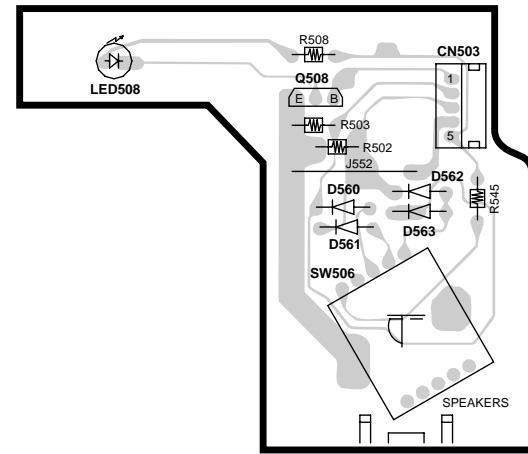 R508
CN503
LED508
Q508
1
E B
R503
5
R502
J552
D562
D560
R545
D563
D561
SW506
SPEAKERS